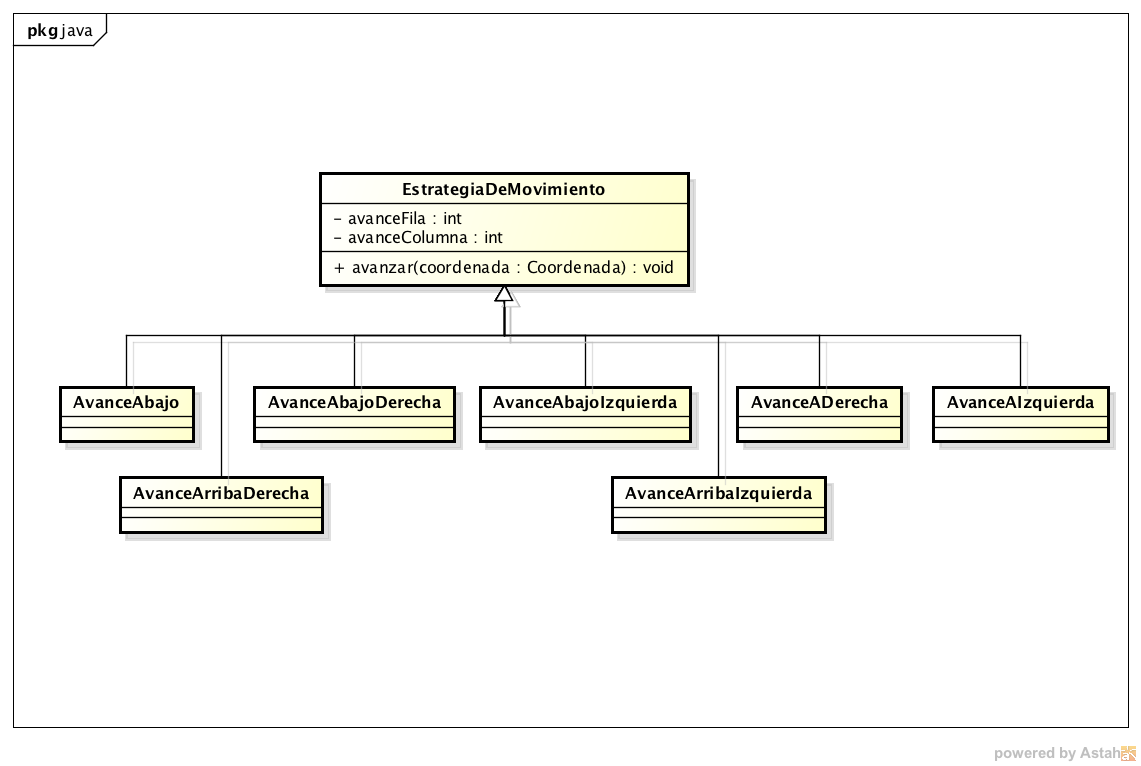 pkg java
EstrategiaDeMovimiento
- avanceFila : int
- avanceColumna : int
+ avanzar(coordenada : Coordenada) : void
AvanceAbajo
AvanceAbajoDerecha
AvanceAbajoIzquierda
AvanceADerecha
AvanceAIzquierda
AvanceArribaDerecha
AvanceArribaIzquierda
powered by Astah